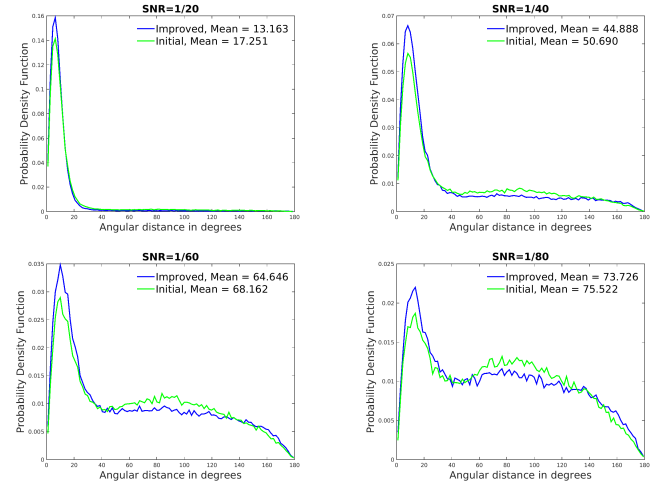 SNR=1/20
Probability Density Function
0.16
0.14
0.12
0.1
0.08
0.06
0.04
0.02
0
Improved, Mean = 13.163
Initial, Mean = 17.251
0 20 40 60 80 100 120 140 160 180
Angular distance in degrees
SNR=1/40
Probability Density Function
0.07
0.06
0.05
0.04
0.03
0.02
0.01
0
Improved, Mean = 44.888
Initial, Mean = 50.690
0 20 40 60 80 100 120 140 160 180
Angular distance in degrees
SNR=1/60
Probability Density Function
0.035
0.03
0.025
0.02
0.015
0.01
0.005
0
Improved, Mean = 64.646
Initial, Mean = 68.162
0 20 40 60 80 100 120 140 160 180
Angular distance in degrees
SNR=1/80
Probability Density Function
0.025
0.02
0.015
0.01
0.005
0
Improved, Mean = 73.726
Initial, Mean = 75.522
0 20 40 60 80 100 120 140 160 180
Angular distance in degrees